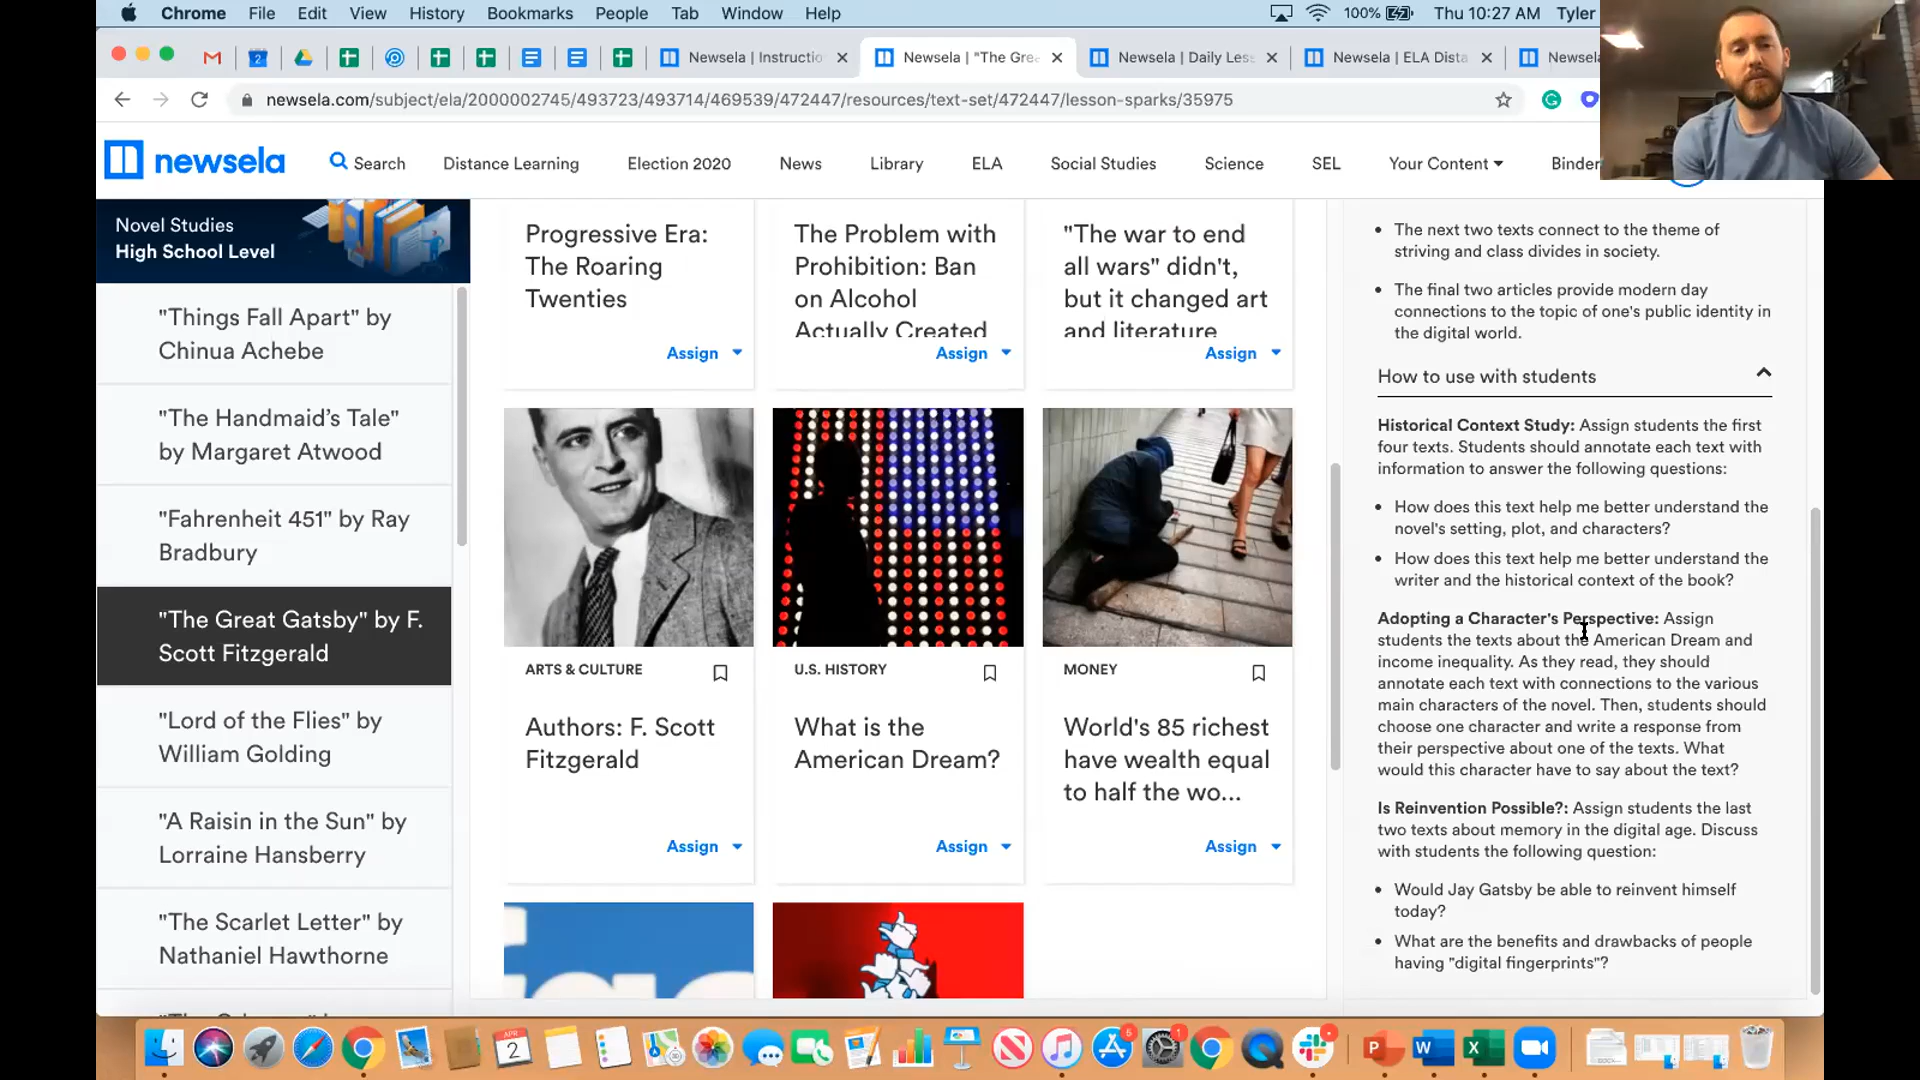 Chrome File Edit View History Bookmarks People Tab Window Help
100% Thu 10:27 AM Tyler
Newsela | Instructio
Newsela | "The Grea
Newsela | Daily Les
Newsela | ELA Dista
Newsela
newsela.com/subject/ela/2000002745/493723/493714/469539/472447/resources/text-set/472447/lesson-sparks/35975
newsela
Search
Distance Learning
Election 2020
News
Library
ELA
Social Studies
Science
SEL
Your Content
Binder
Novel Studies
High School Level
"Things Fall Apart" by
Chinua Achebe
"The Handmaid’s Tale"
by Margaret Atwood
"Fahrenheit 451" by Ray
Bradbury
"The Great Gatsby" by F.
Scott Fitzgerald
"Lord of the Flies" by
William Golding
"A Raisin in the Sun" by
Lorraine Hansberry
"The Scarlet Letter" by
Nathaniel Hawthorne
Progressive Era:
The Roaring
Twenties
Assign
The Problem with
Prohibition: Ban
on Alcohol
Actually Created
Assign
"The war to end
all wars" didn't,
but it changed art
and literature
Assign
ARTS & CULTURE
Authors: F. Scott
Fitzgerald
Assign
U.S. HISTORY
What is the
American Dream?
Assign
MONEY
World's 85 richest
have wealth equal
to half the wo...
Assign
The next two texts connect to the theme of
striving and class divides in society.
The final two articles provide modern day
connections to the topic of one's public identity in
the digital world.
How to use with students
Historical Context Study: Assign students the first
four texts. Students should annotate each text with
information to answer the following questions:
How does this text help me better understand the
novel's setting, plot, and characters?
How does this text help me better understand the
writer and the historical context of the book?
Adopting a Character's Perspective: Assign
students the texts about the American Dream and
income inequality. As they read, they should
annotate each text with connections to the various
main characters of the novel. Then, students should
choose one character and write a response from
their perspective about one of the texts. What
would this character have to say about the text?
Is Reinvention Possible?: Assign students the last
two texts about memory in the digital age. Discuss
with students the following question:
Would Jay Gatsby be able to reinvent himself
today?
What are the benefits and drawbacks of people
having "digital fingerprints"?
APR
2